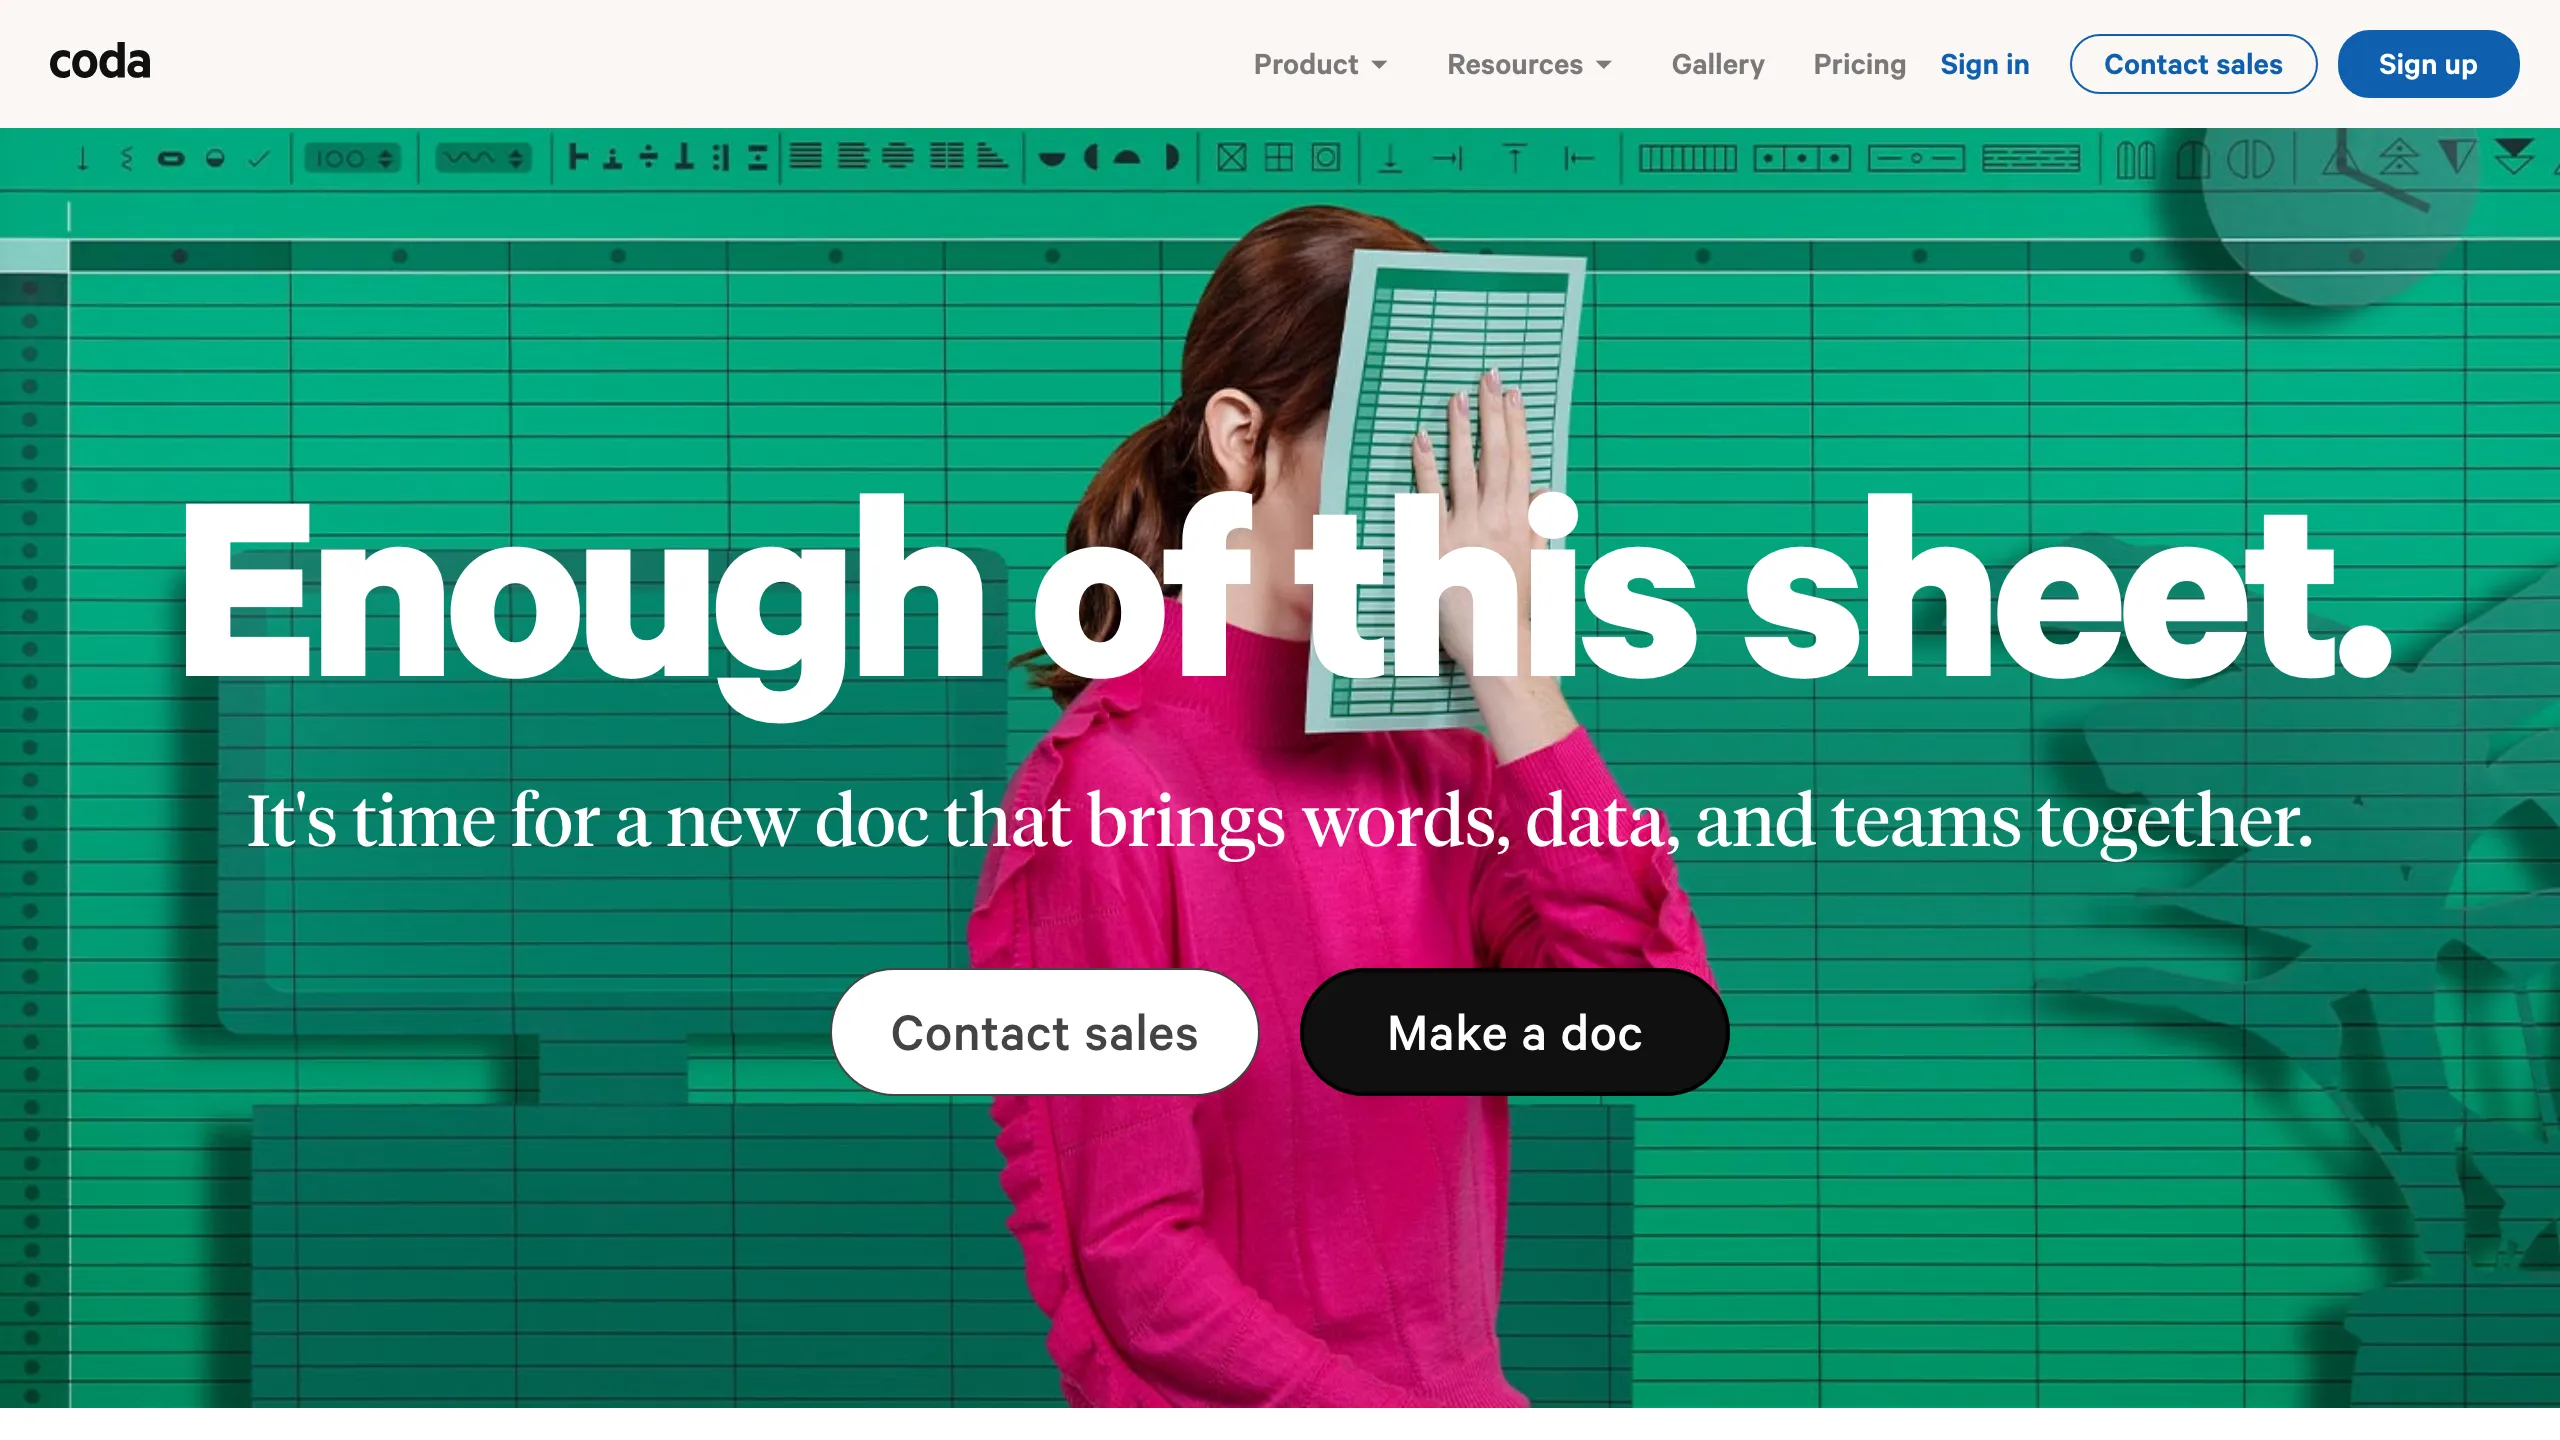 coda
Product Resources Gallery Pricing Sign in Contact sales Sign up
100
Enough of this sheet.
It's time for a new doc that brings words, data, and teams together.
Contact sales
Make a doc